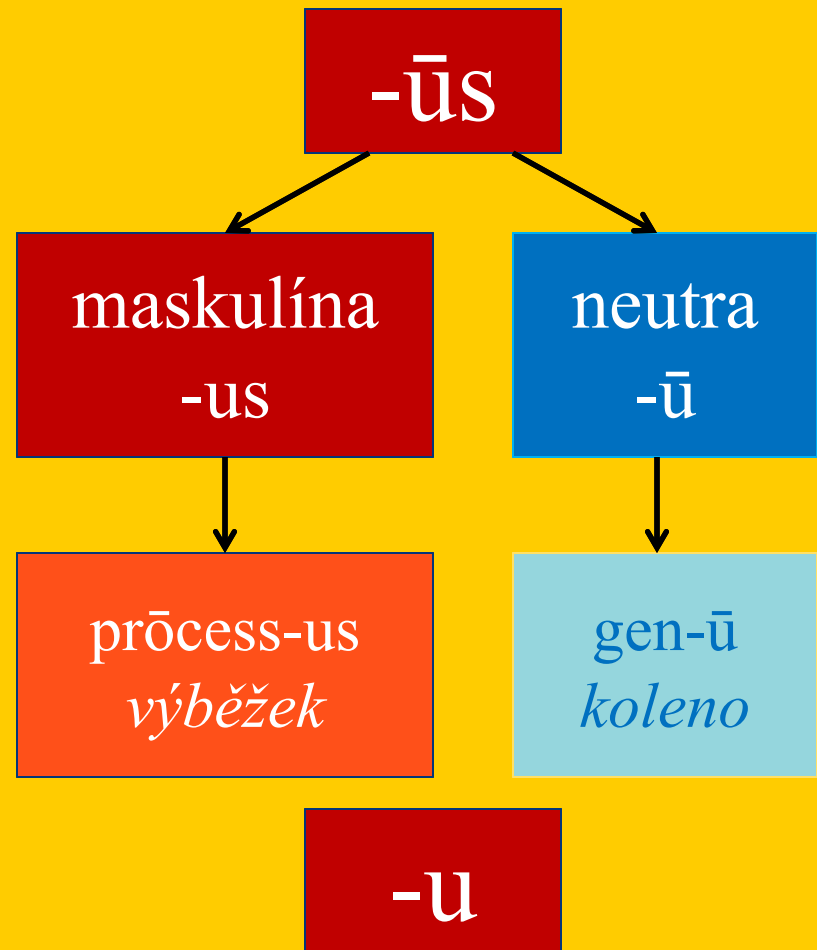 -ūs
maskulína
-us
neutra
-ū
prōcess-us
výběžek
gen-ū
koleno
-u